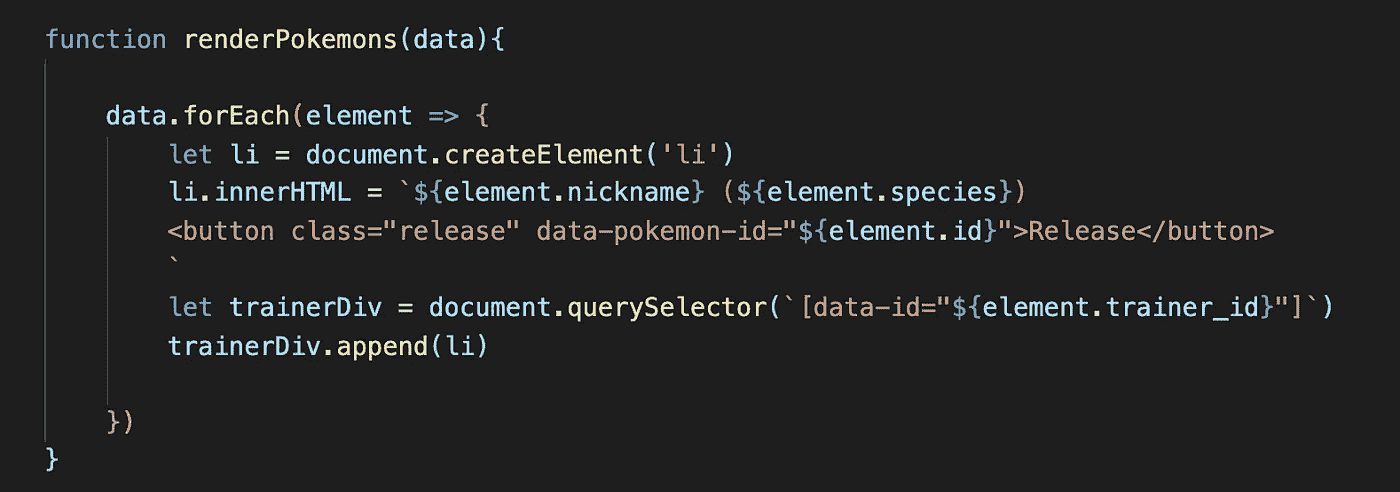 function renderPokemons(data){
data.forEach(element => {
let li = document.createElement('li')
li.innerHTML = `${element.nickname} (${element.species})
<button class="release" data-pokemon-id="${element.id}">Release</button>
`
let trainerDiv = document.querySelector(`[data-id="${element.trainer_id}"]`)
trainerDiv.append(li)
})
}